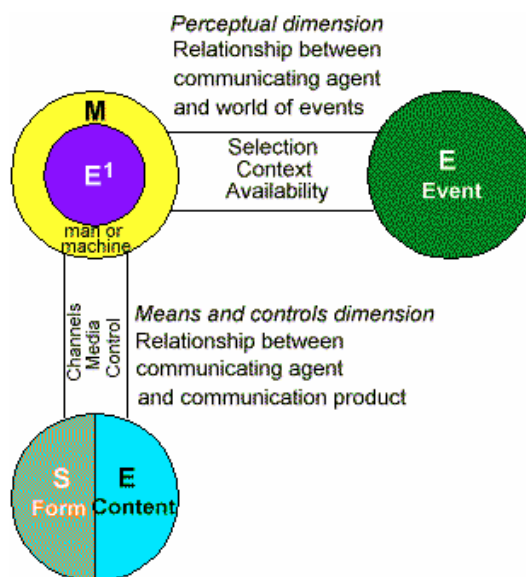 Perceptual dimension
Relationship between
communicating agent
and world of events
M
E¹
man or
machine
Selection
Context
Availability
E
Event
Channels
Media
Control
Means and controls dimension
Relationship between
communicating agent
and communication product
S
Form
E
Content